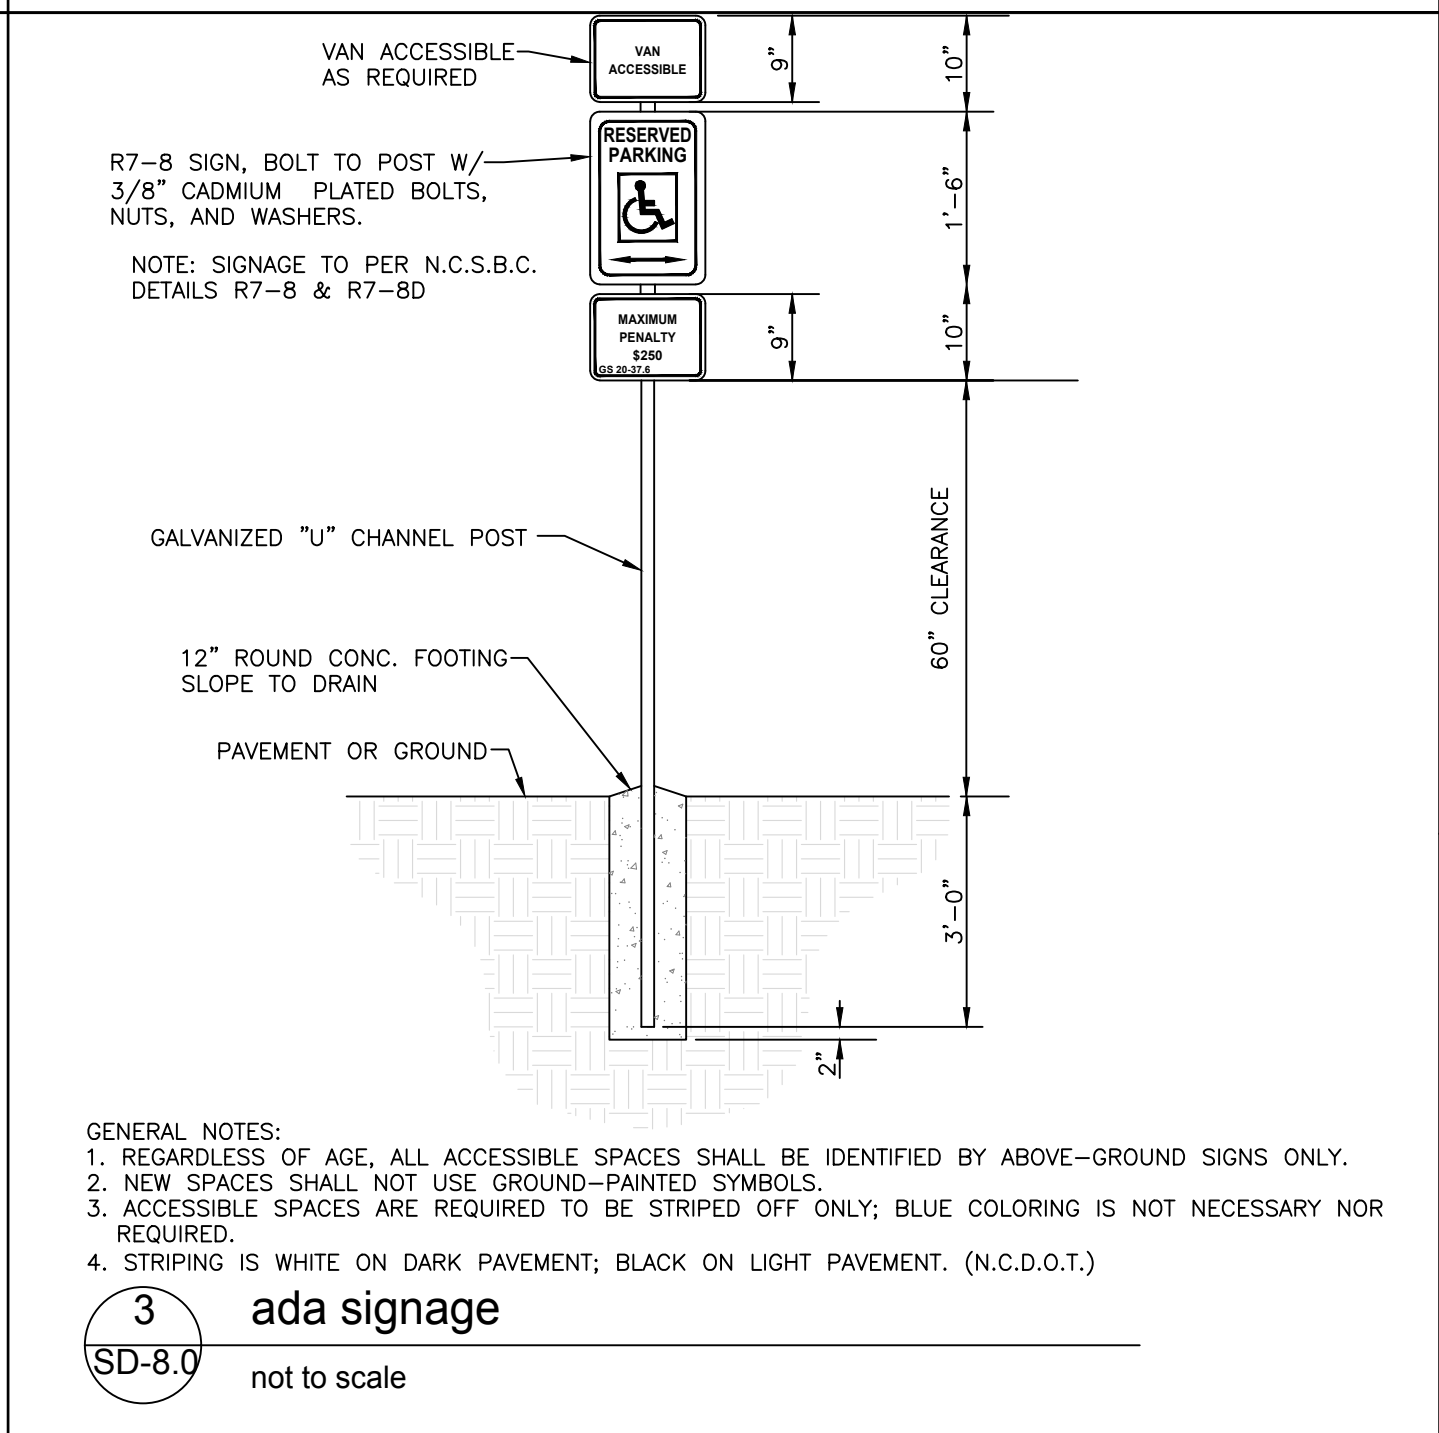 VAN ACCESSIBLE
AS REQUIRED
VAN
ACCESSIBLE
9"
10"
R7-8 SIGN, BOLT TO POST W/
3/8" CADMIUM PLATED BOLTS,
NUTS, AND WASHERS.
RESERVED
PARKING
1'-6"
NOTE: SIGNAGE TO PER N.C.S.B.C.
DETAILS R7-8 & R7-8D
MAXIMUM
PENALTY
$250
GS 20-37.6
9"
10"
GALVANIZED "U" CHANNEL POST
60" CLEARANCE
12" ROUND CONC. FOOTING
SLOPE TO DRAIN
PAVEMENT OR GROUND
3'-0"
2"
GENERAL NOTES:
1. REGARDLESS OF AGE, ALL ACCESSIBLE SPACES SHALL BE IDENTIFIED BY ABOVE-GROUND SIGNS ONLY.
2. NEW SPACES SHALL NOT USE GROUND-PAINTED SYMBOLS.
3. ACCESSIBLE SPACES ARE REQUIRED TO BE STRIPED OFF ONLY; BLUE COLORING IS NOT NECESSARY NOR
REQUIRED.
4. STRIPING IS WHITE ON DARK PAVEMENT; BLACK ON LIGHT PAVEMENT. (N.C.D.O.T.)
3
SD-8.0
ada signage
not to scale